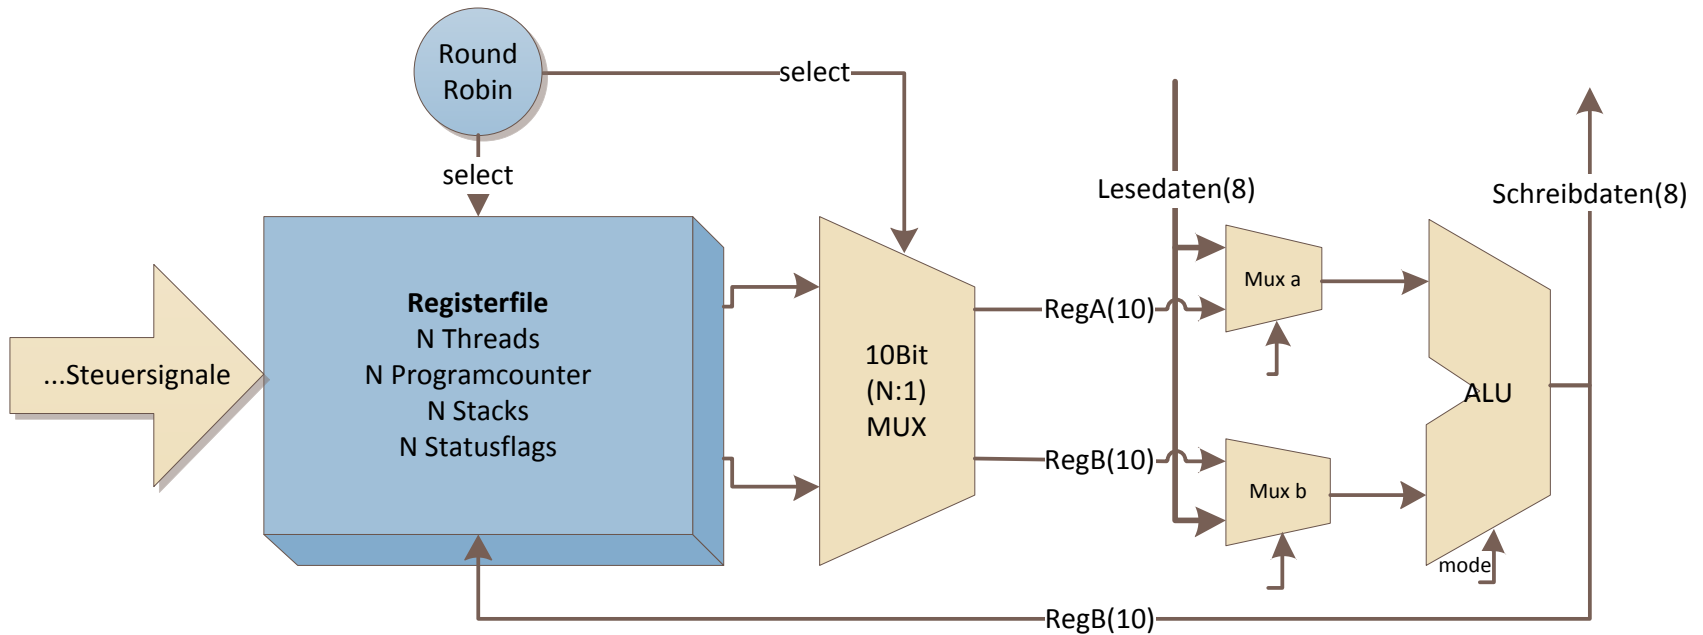 Round
Robin
select
select
Lesedaten(8)
Schreibdaten(8)
Registerfile
N Threads
N Programcounter
N Stacks
N Statusflags
...Steuersignale
10Bit
(N:1)
MUX
RegA(10)
RegB(10)
Mux a
Mux b
ALU
mode
RegB(10)